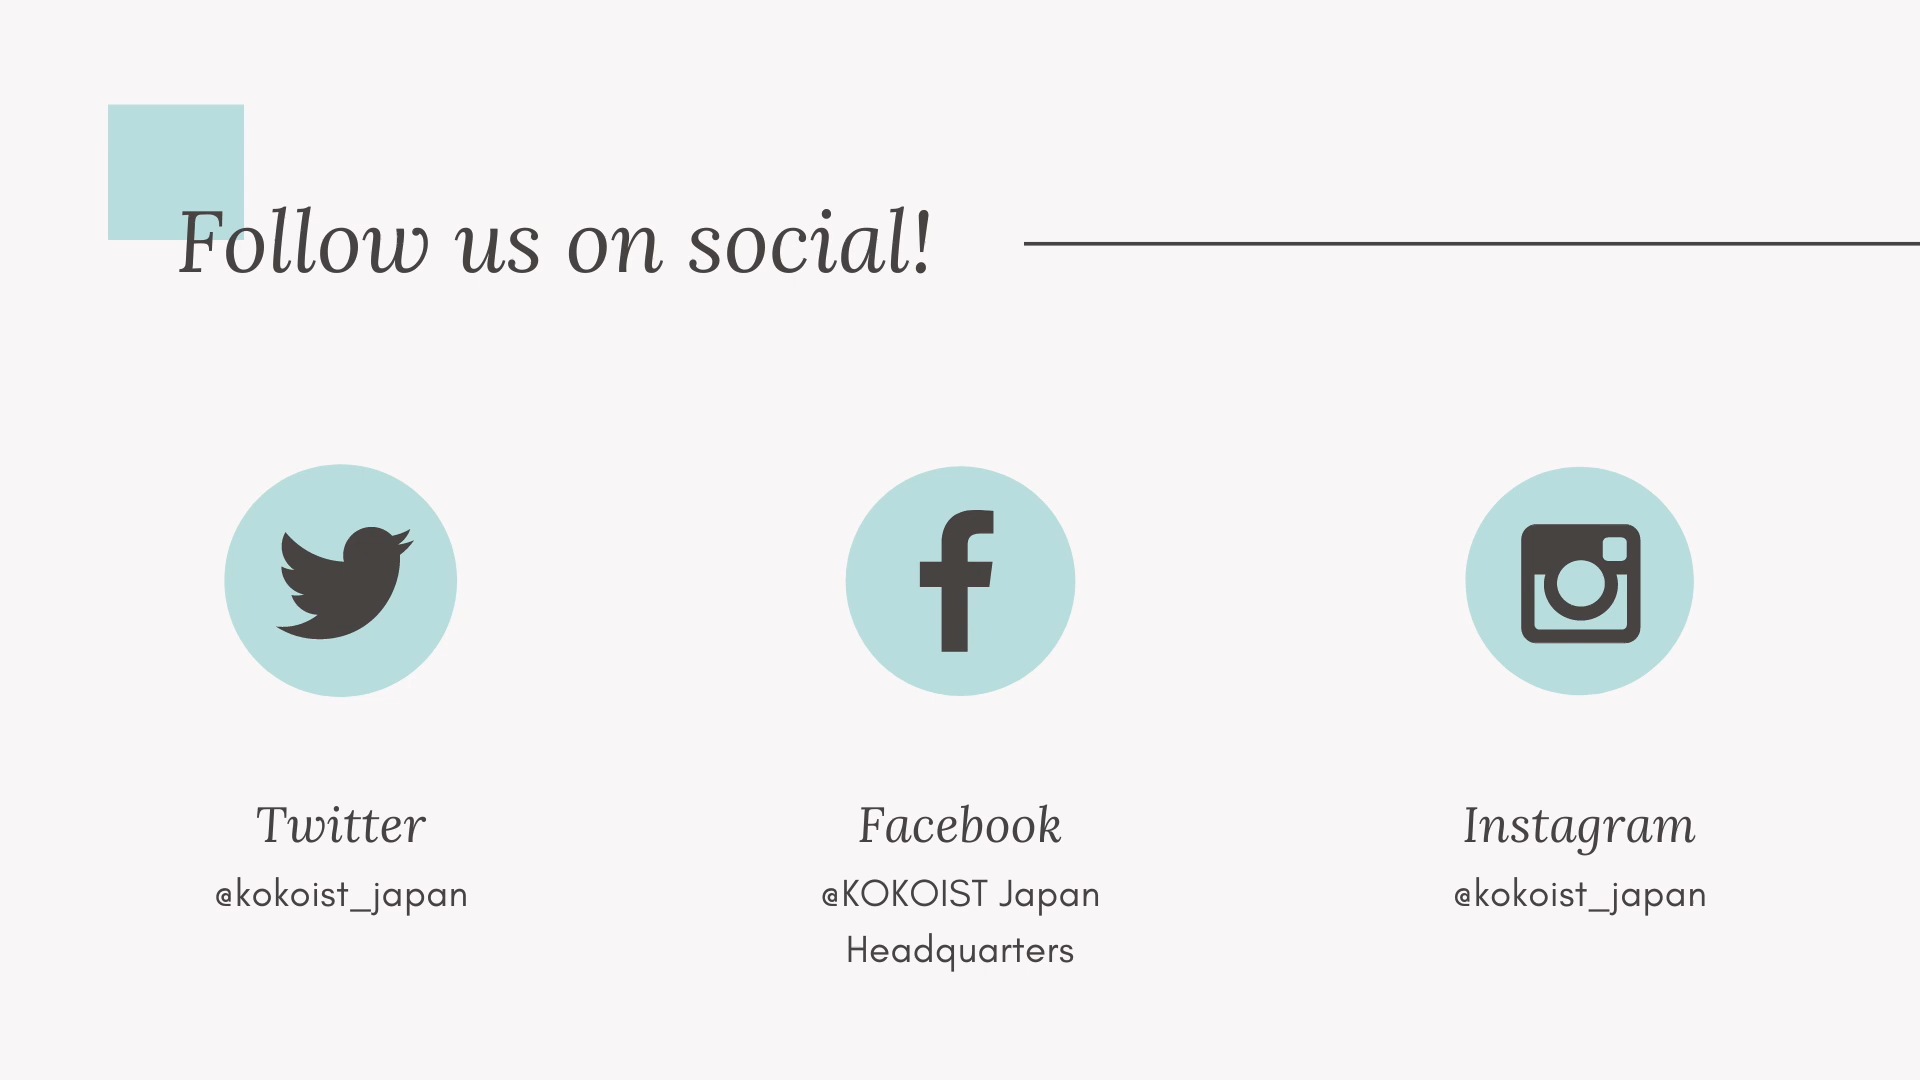 Follow us on social!
Twitter
@kokoist_japan
Facebook
@KOKOIST Japan
Headquarters
Instagram
@kokoist_japan